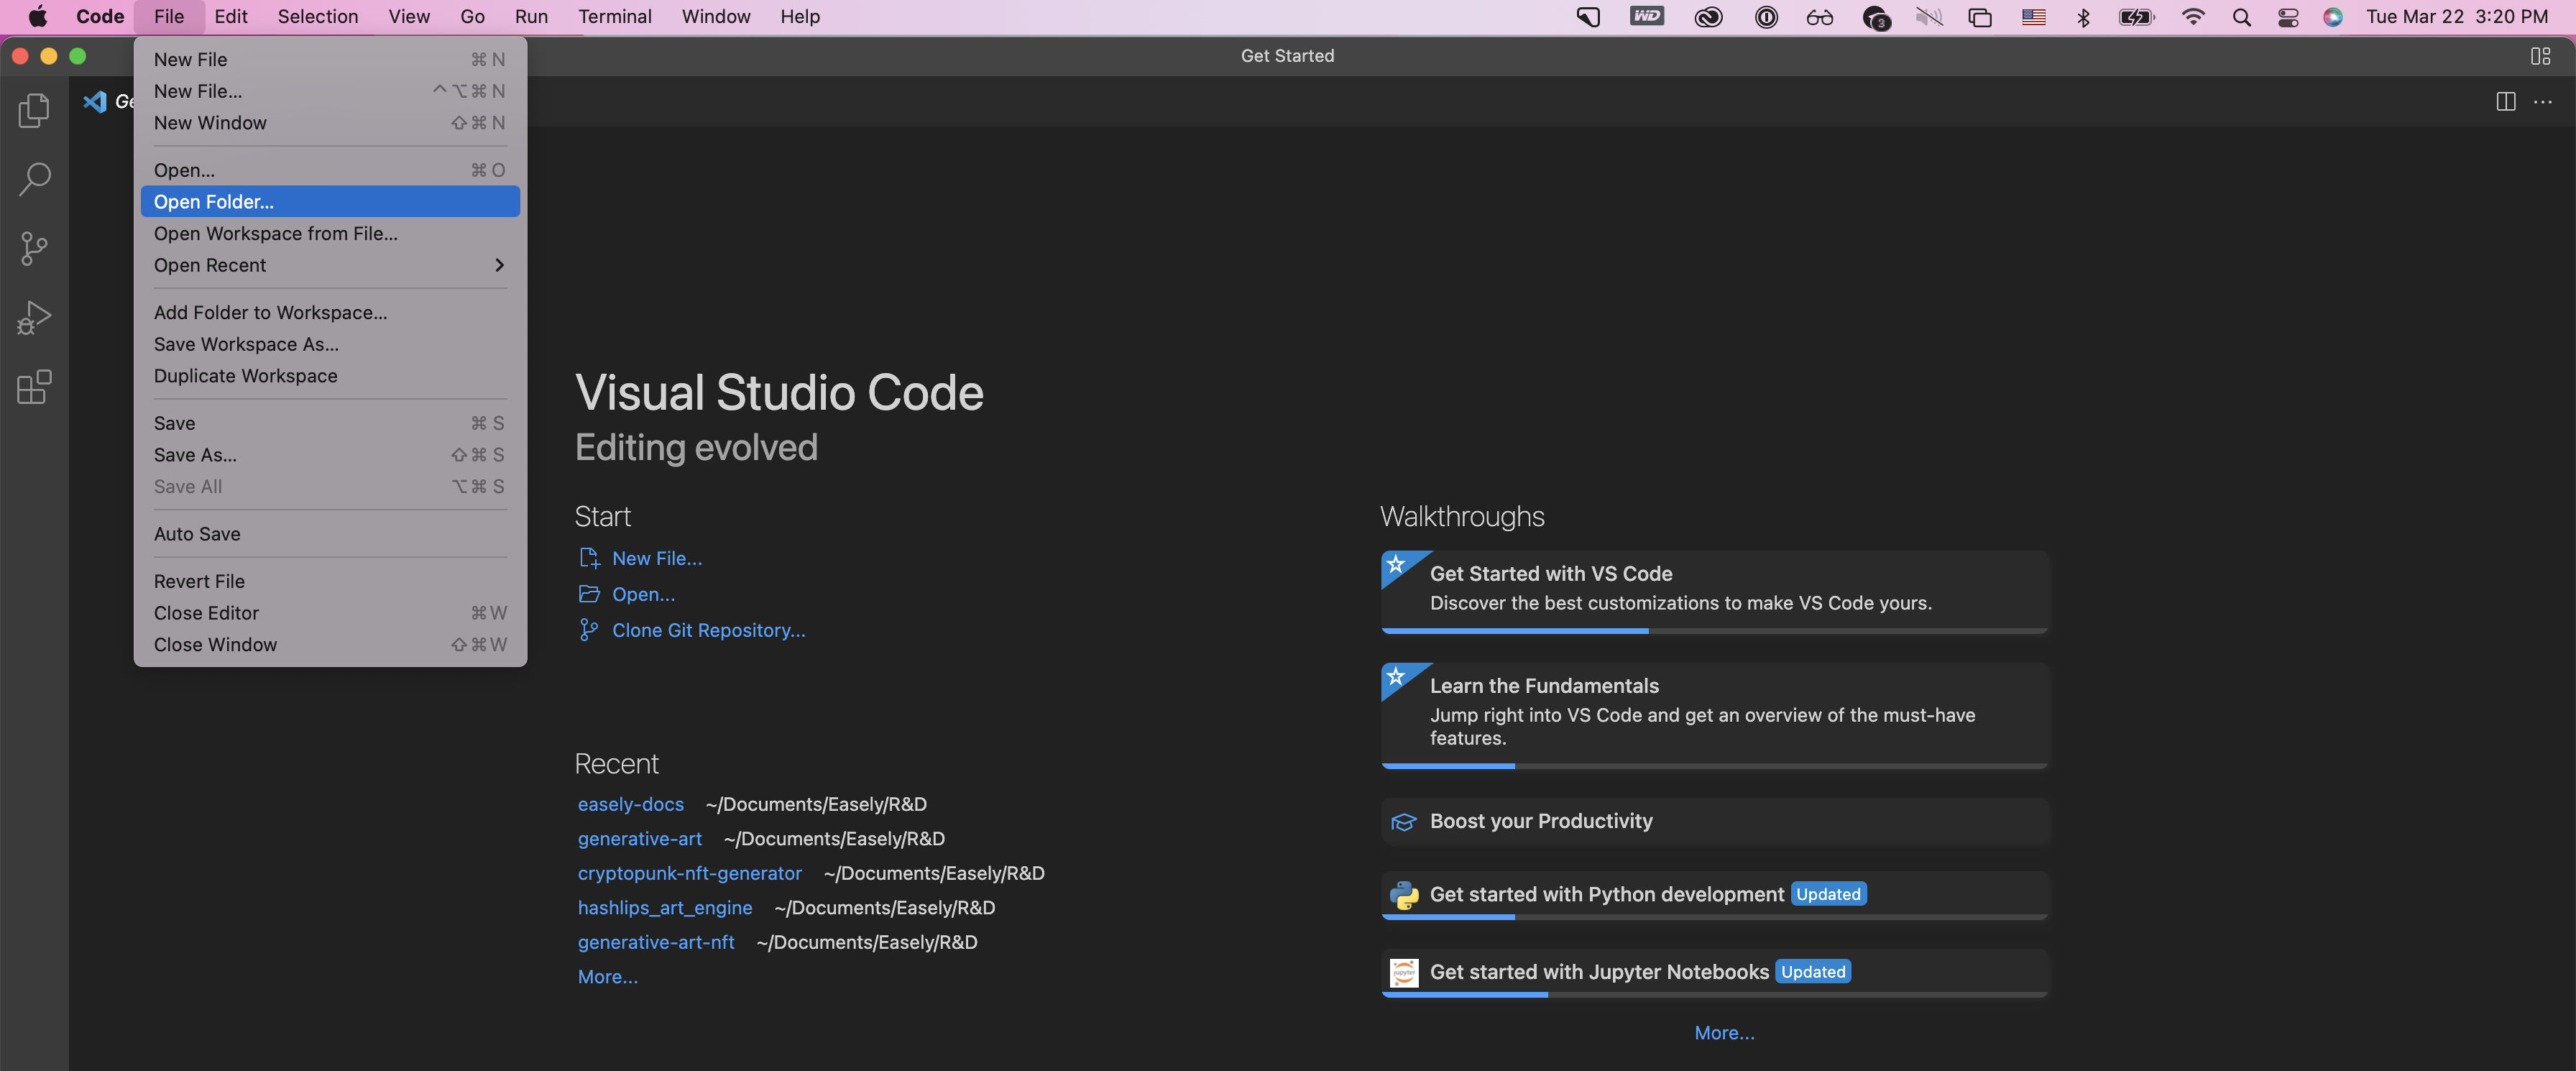 Code File Edit Selection View Go Run Terminal Window Help WD 3 Tue Mar 22 3:20 PM
Get Started
New File ⌘ N
New File... ^⌥⌘ N
New Window ⇧⌘ N
Open... ⌘ O
Open Folder...
Open Workspace from File...
Open Recent
Add Folder to Workspace...
Save Workspace As...
Duplicate Workspace
Save ⌘ S
Save As... ⇧⌘ S
Save All ⌥⌘ S
Auto Save
Revert File
Close Editor ⌘W
Close Window ⇧⌘W
Ge
Visual Studio Code
Editing evolved
Start
New File...
Open...
Clone Git Repository...
Recent
easely-docs ~/Documents/Easely/R&D
generative-art ~/Documents/Easely/R&D
cryptopunk-nft-generator ~/Documents/Easely/R&D
hashlips_art_engine ~/Documents/Easely/R&D
generative-art-nft ~/Documents/Easely/R&D
More...
Walkthroughs
Get Started with VS Code
Discover the best customizations to make VS Code yours.
Learn the Fundamentals
Jump right into VS Code and get an overview of the must-have
features.
Boost your Productivity
Get started with Python development Updated
jupyter Get started with Jupyter Notebooks Updated
More...